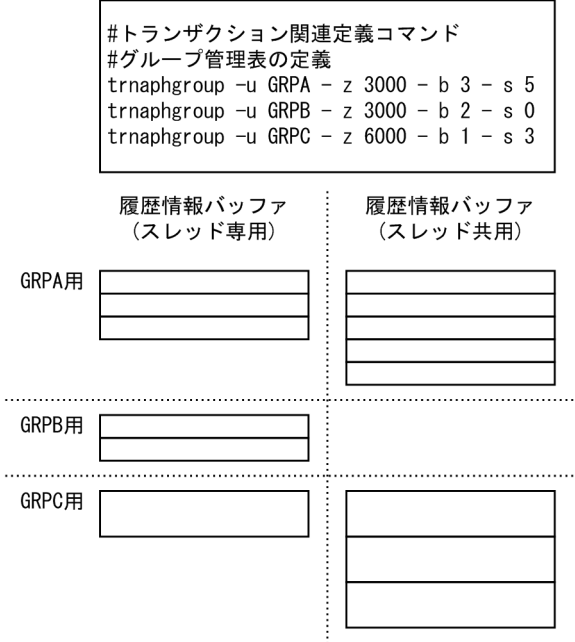 #トランザクション関連定義コマンド
#グループ管理表の定義
trnaphgroup -u GRPA - z 3000 - b 3 - s 5
trnaphgroup -u GRPB - z 3000 - b 2 - s 0
trnaphgroup -u GRPC - z 6000 - b 1 - s 3
履歴情報バッファ
(スレッド専用)
履歴情報バッファ
(スレッド共用)
GRPA用
GRPB用
GRPC用